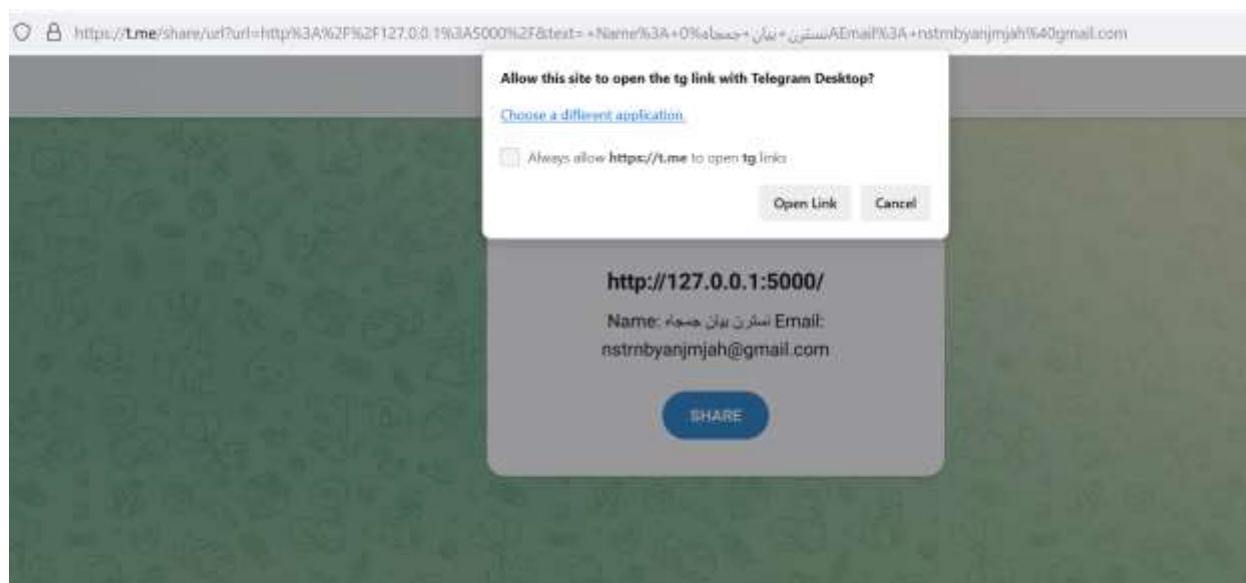 https://t.me/share/url?url=http%3A%2F%2F127.0.0.1%3A5000%2F&text=+Name%3A+نسترن+بیان+جمجاه%0AEmail%3A+nstrnbyanjmjah%40gmail.com
Allow this site to open the tg link with Telegram Desktop?
Choose a different application.
Always allow https://t.me to open tg links
Open Link
Cancel
http://127.0.0.1:5000/
Name: نسترن بیان جمجاه Email:
nstrnbyanjmjah@gmail.com
SHARE